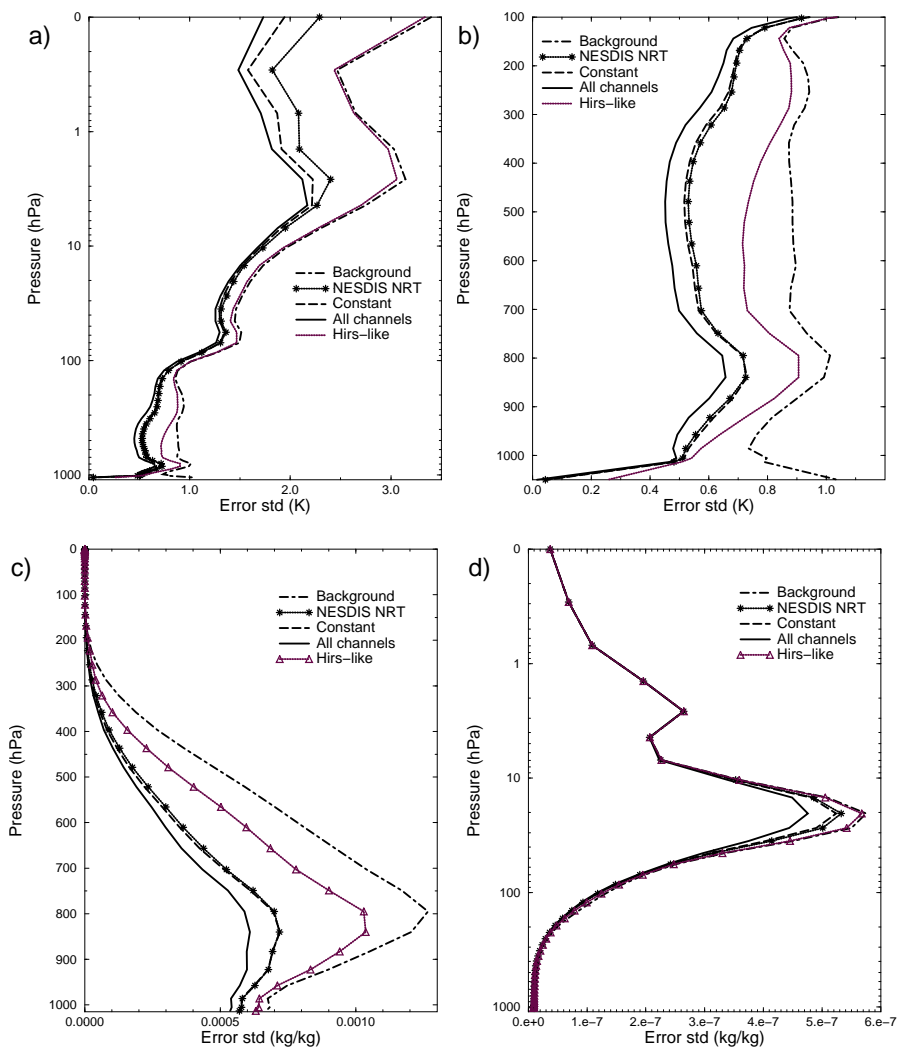 a)
0
1
10
100
1000
Pressure (hPa)
0.0
1.0
2.0
3.0
Error std (K)
Background
NESDIS NRT
Constant
All channels
Hirs−like
b)
100
200
300
400
500
600
700
800
900
1000
Pressure (hPa)
0.0
0.2
0.4
0.6
0.8
1.0
Error std (K)
Background
NESDIS NRT
Constant
All channels
Hirs−like
c)
0
100
200
300
400
500
600
700
800
900
1000
Pressure (hPa)
0.0000
0.0005
0.0010
Error std (kg/kg)
Background
NESDIS NRT
Constant
All channels
Hirs−like
d)
0
1
10
100
1000
Pressure (hPa)
0.e+0
1.e−7
2.e−7
3.e−7
4.e−7
5.e−7
6.e−7
Error std (kg/kg)
Background
NESDIS NRT
Constant
All channels
Hirs−like